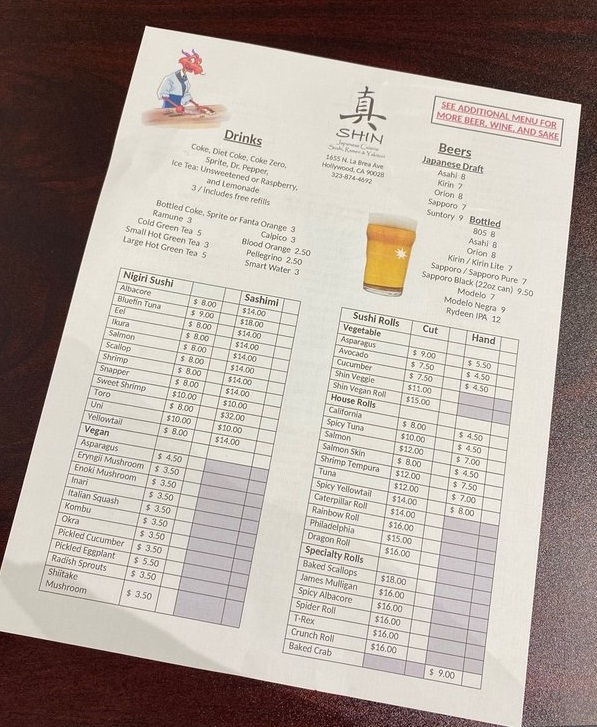 真
SHIN
Japanese Cuisine
Sushi, Ramen & Yakitori
1655 N. La Brea Ave
Hollywood, CA 90028
323-874-4692
SEE ADDITIONAL MENU FOR
MORE BEER, WINE, AND SAKE
Drinks
Coke, Diet Coke, Coke Zero,
Sprite, Dr. Pepper,
Ice Tea: Unsweetened or Raspberry,
and Lemonade
3 / includes free refills
Bottled Coke, Sprite or Fanta Orange 3
Ramune 3
Cold Green Tea 5
Small Hot Green Tea 3
Large Hot Green Tea 5
Calpico 3
Blood Orange 2.50
Pellegrino 2.50
Smart Water 3
Beers
Japanese Draft
Asahi 8
Kirin 7
Orion 8
Sapporo 7
Suntory 9
Bottled
805 8
Asahi 8
Orion 8
Kirin / Kirin Lite 7
Sapporo / Sapporo Pure 7
Sapporo Black (22oz can) 9.50
Modelo 7
Modelo Negra 9
Rydeen IPA 12
Nigiri Sushi Sashimi
Albacore $ 8.00 $14.00
Bluefin Tuna $ 9.00 $18.00
Eel $ 8.00 $14.00
Ikura $ 8.00 $14.00
Salmon $ 8.00 $14.00
Scallop $ 8.00 $14.00
Shrimp $ 8.00 $14.00
Snapper $ 8.00 $14.00
Sweet Shrimp $10.00 $10.00
Toro $ 8.00 $32.00
Uni $10.00 $10.00
Yellowtail $ 8.00 $14.00
Vegan
Asparagus $ 4.50
Eryngii Mushroom $ 3.50
Enoki Mushroom $ 3.50
Inari $ 3.50
Italian Squash $ 3.50
Kombu $ 3.50
Okra $ 3.50
Pickled Cucumber $ 3.50
Pickled Eggplant $ 5.50
Radish Sprouts $ 3.50
Shiitake
Mushroom $ 3.50
Sushi Rolls Cut Hand
Vegetable
Asparagus $ 9.00 $ 5.50
Avocado $ 7.50 $ 4.50
Cucumber $ 7.50 $ 4.50
Shin Veggie $11.00
Shin Vegan Roll $15.00
House Rolls
California $ 8.00 $ 4.50
Spicy Tuna $10.00 $ 4.50
Salmon $12.00 $ 7.00
Salmon Skin $ 8.00 $ 4.50
Shrimp Tempura $12.00 $ 7.50
Tuna $12.00 $ 7.00
Spicy Yellowtail $14.00 $ 8.00
Caterpillar Roll $14.00
Rainbow Roll $16.00
Philadelphia $15.00
Dragon Roll $16.00
Specialty Rolls
Baked Scallops $18.00
James Mulligan $16.00
Spicy Albacore $16.00
Spider Roll $16.00
T-Rex $16.00
Crunch Roll $16.00
Baked Crab $ 9.00